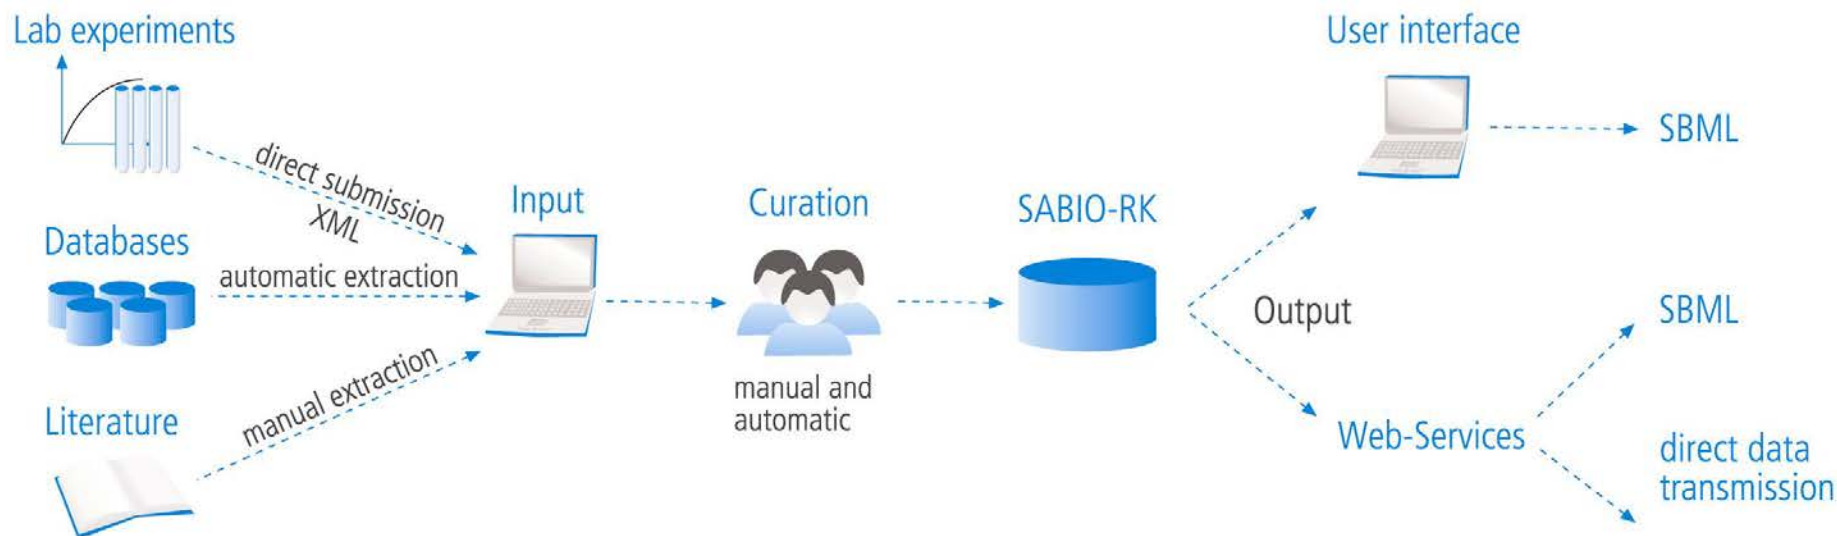 Lab experiments
direct submission
XML
Databases
automatic extraction
Literature
manual extraction
Input
Curation
manual and
automatic
SABIO-RK
Output
User interface
SBML
Web-Services
SBML
direct data
transmission